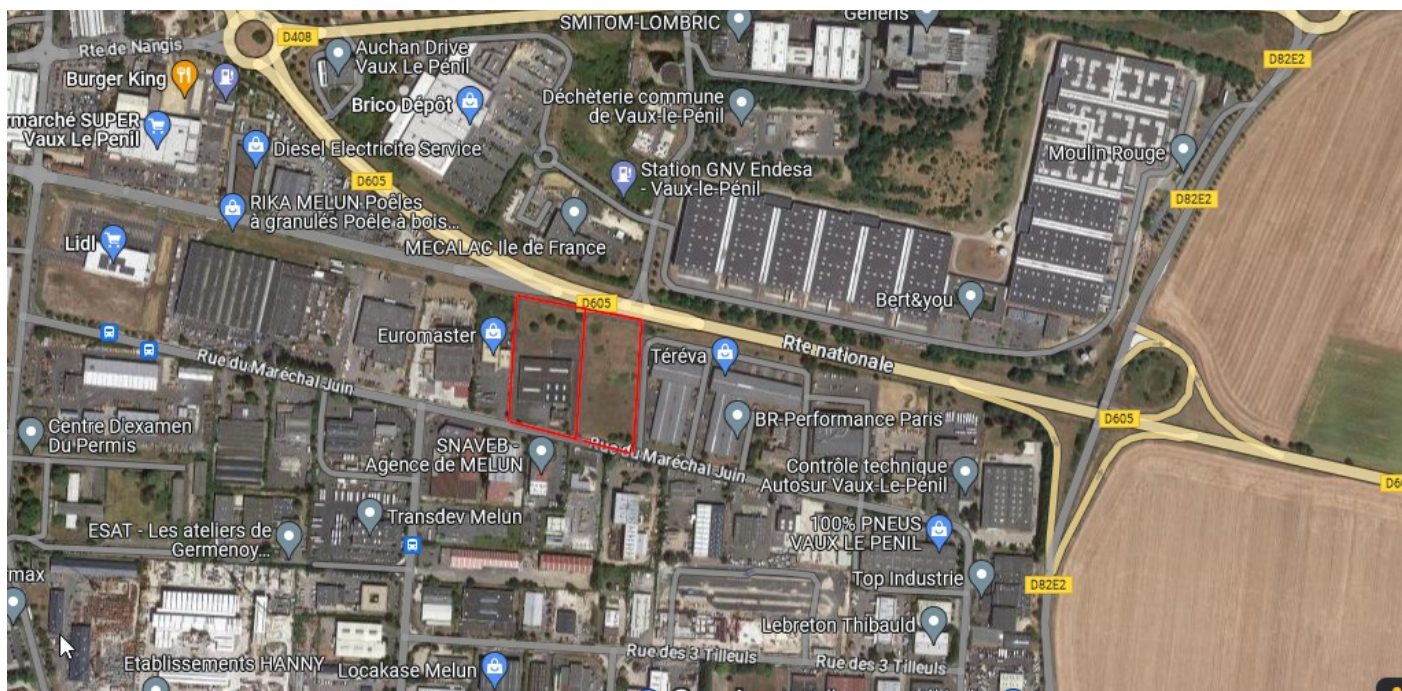 SMITOM-LOMBRIC
Généris
D408
Rte de Nangis
Auchan Drive
Vaux Le Pénil
D82E2
Burger King
Brico Dépôt
Déchèterie commune
de Vaux-le-Pénil
rmarché SUPER
Vaux Le Penil
Diesel Electricite Service
Moulin Rouge
D605
Station GNV Endesa
- Vaux-le-Pénil
D82E2
RIKA MELUN Poêles
à granulés Poêle à bois...
Lidl
MECALAC Ile de France
D605
Bert&you
Euromaster
Rte nationale
Téréva
Rue du Maréchal Juin
D605
BR-Performance Paris
Centre D'examen
Du Permis
SNAVEB -
Agence de MELUN
Rue du Maréchal Juin
Contrôle technique
Autosur Vaux-Le-Pénil
D60
Transdev Melun
100% PNEUS
VAUX LE PENIL
ESAT - Les ateliers de
Germenoy...
max
Top Industrie
D82E2
Lebreton Thibauld
Etablissements HANNY
Locakase Melun
Rue des 3 Tilleuls
Rue des 3 Tilleuls